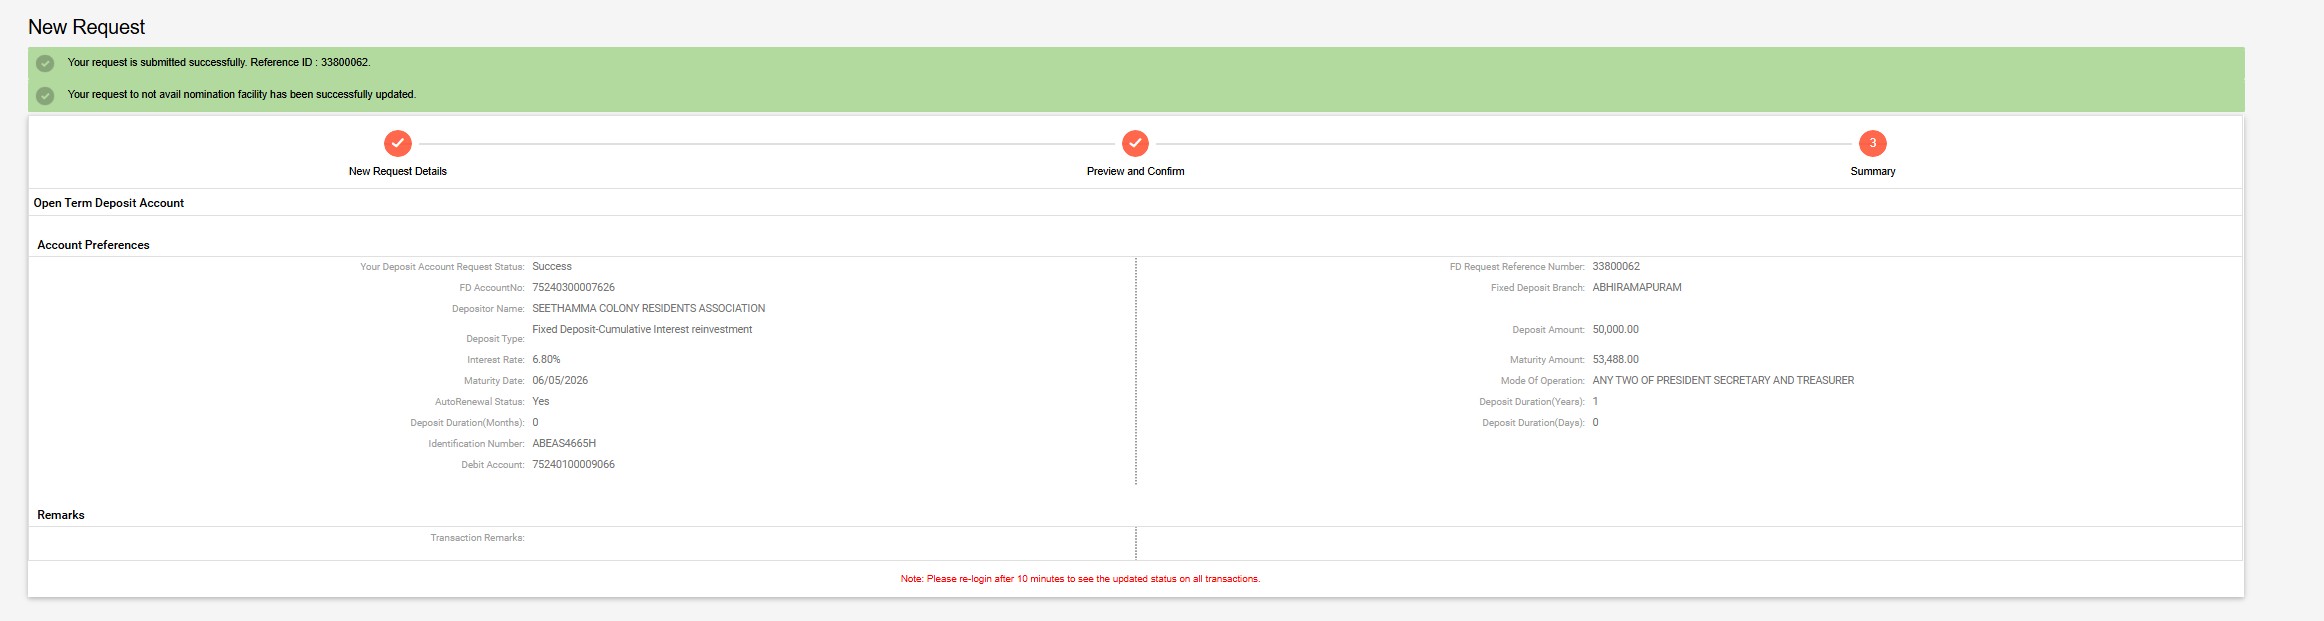 New Request
Your request is submitted successfully. Reference ID : 33800062.
Your request to not avail nomination facility has been successfully updated.
New Request Details
Preview and Confirm
3
Summary
Open Term Deposit Account
Account Preferences
Your Deposit Account Request Status: Success
FD Request Reference Number: 33800062
FD AccountNo: 75240300007626
Fixed Deposit Branch: ABHIRAMAPURAM
Depositor Name: SEETHAMMA COLONY RESIDENTS ASSOCIATION
Deposit Type: Fixed Deposit-Cumulative Interest reinvestment
Deposit Amount: 50,000.00
Interest Rate: 6.80%
Maturity Amount: 53,488.00
Maturity Date: 06/05/2026
Mode Of Operation: ANY TWO OF PRESIDENT SECRETARY AND TREASURER
AutoRenewal Status: Yes
Deposit Duration(Years): 1
Deposit Duration(Months): 0
Deposit Duration(Days): 0
Identification Number: ABEAS4665H
Debit Account: 75240100009066
Remarks
Transaction Remarks:
Note: Please re-login after 10 minutes to see the updated status on all transactions.